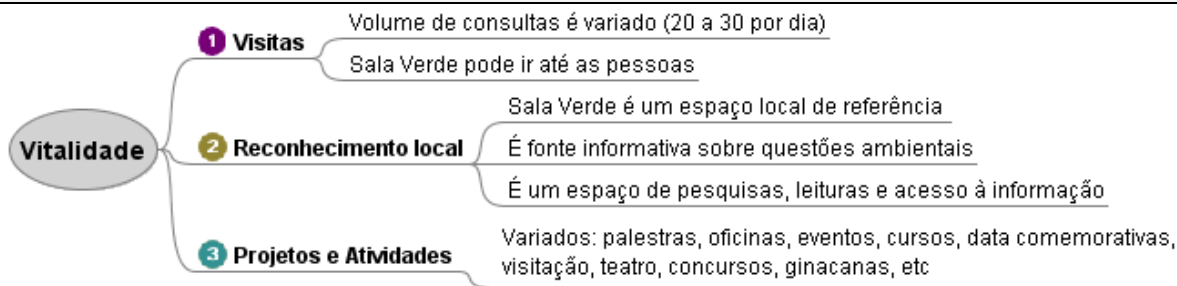 Vitalidade
1 Visitas
Volume de consultas é variado (20 a 30 por dia)
Sala Verde pode ir até as pessoas
2 Reconhecimento local
Sala Verde é um espaço local de referência
É fonte informativa sobre questões ambientais
É um espaço de pesquisas, leituras e acesso à informação
3 Projetos e Atividades
Variados: palestras, oficinas, eventos, cursos, data comemorativas,
visitação, teatro, concursos, ginacanas, etc